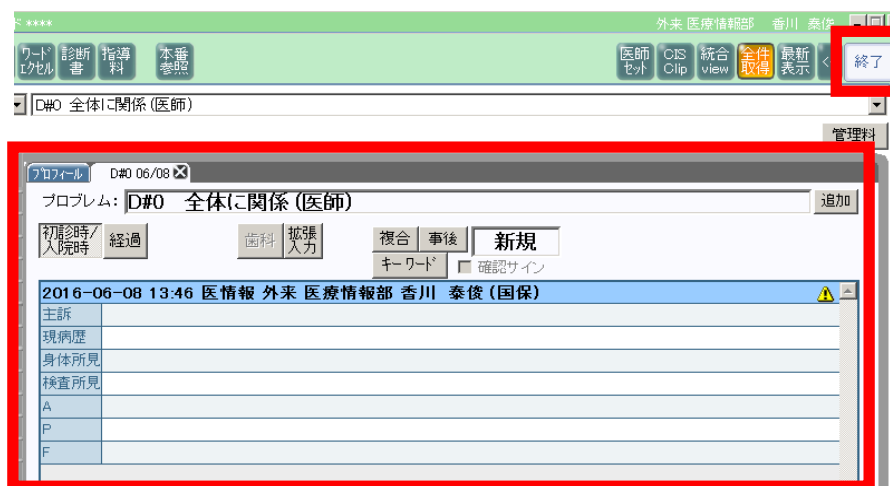 ド ****
外来 医療情報部 香川 泰俊
ワード エクセル 診断書 指導料 本番参照 医師セット CIS Clip 統合view 全件取得 最新表示 < 終了
D#0 全体に関係(医師)
管理料
プロフィール D#0 06/08
プロブレム: D#0 全体に関係(医師) 追加
初診時/入院時 経過 歯科 拡張入力 複合 事後 新規
キーワード 確認サイン
2016-06-08 13:46 医情報 外来 医療情報部 香川 泰俊(国保)
主訴
現病歴
身体所見
検査所見
A
P
F